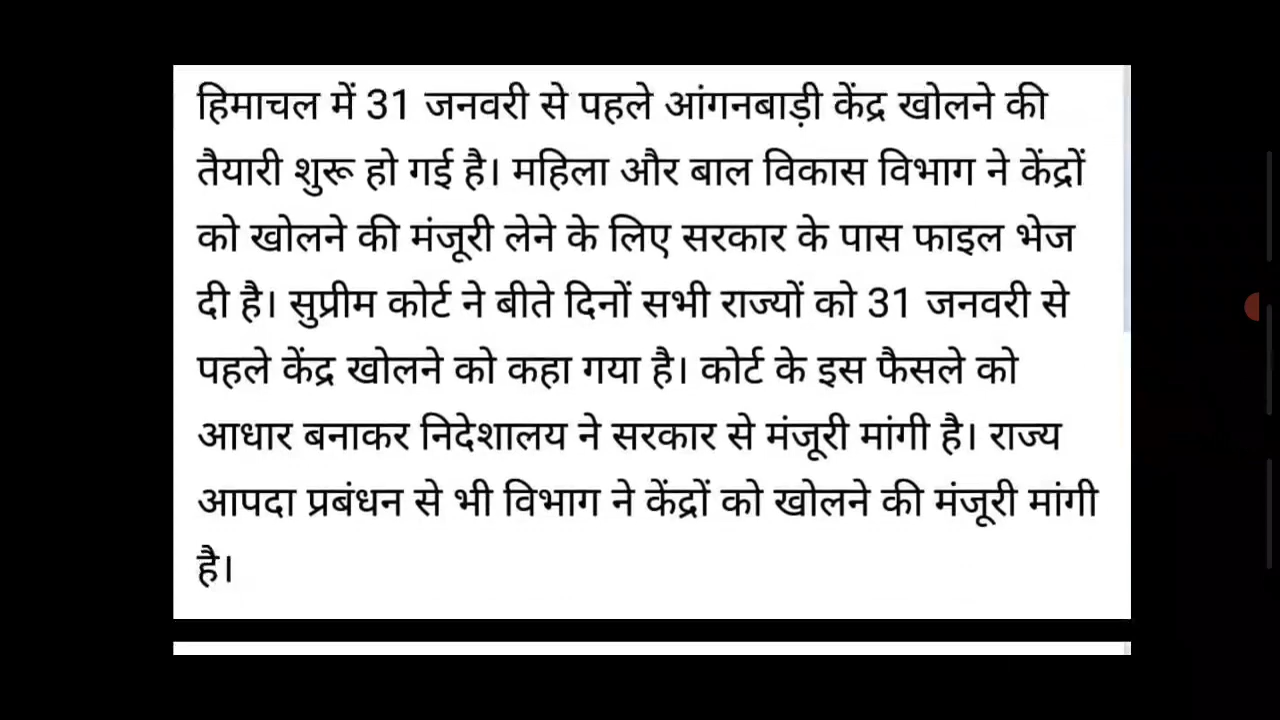 हिमाचल में 31 जनवरी से पहले आंगनबाड़ी केंद्र खोलने की
तैयारी शुरू हो गई है। महिला और बाल विकास विभाग ने केंद्रों
को खोलने की मंजूरी लेने के लिए सरकार के पास फाइल भेज
दी है। सुप्रीम कोर्ट ने बीते दिनों सभी राज्यों को 31 जनवरी से
पहले केंद्र खोलने को कहा गया है। कोर्ट के इस फैसले को
आधार बनाकर निदेशालय ने सरकार से मंजूरी मांगी है। राज्य
आपदा प्रबंधन से भी विभाग ने केंद्रों को खोलने की मंजूरी मांगी
है।